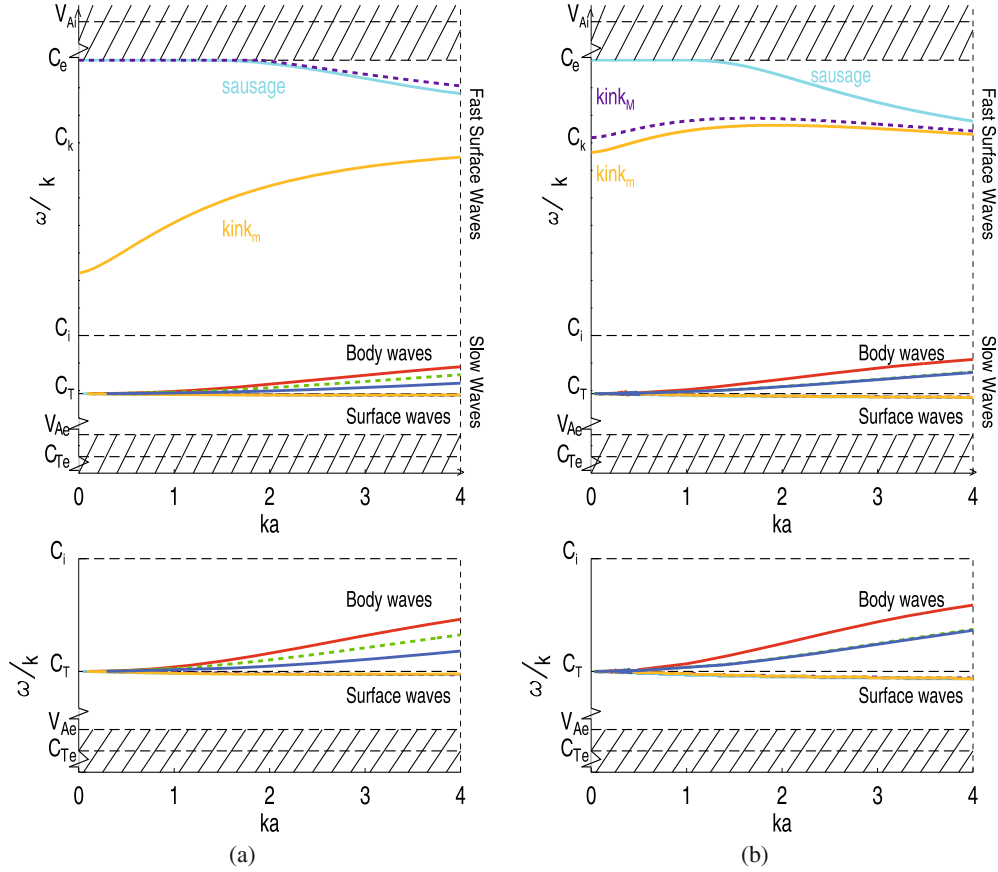 V_Ai
C_e
C_k
ω/k
C_i
C_T
V_Ae
C_Te
sausage
kink_m
Body waves
Surface waves
Fast Surface Waves
Slow Waves
0 1 2 3 4
ka
V_Ai
C_e
C_k
ω/k
C_i
C_T
V_Ae
C_Te
sausage
kink_M
kink_m
Body waves
Surface waves
Fast Surface Waves
Slow Waves
0 1 2 3 4
ka
C_i
ω/k
C_T
V_Ae
C_Te
Body waves
Surface waves
0 1 2 3 4
ka
(a)
C_i
ω/k
C_T
V_Ae
C_Te
Body waves
Surface waves
0 1 2 3 4
ka
(b)